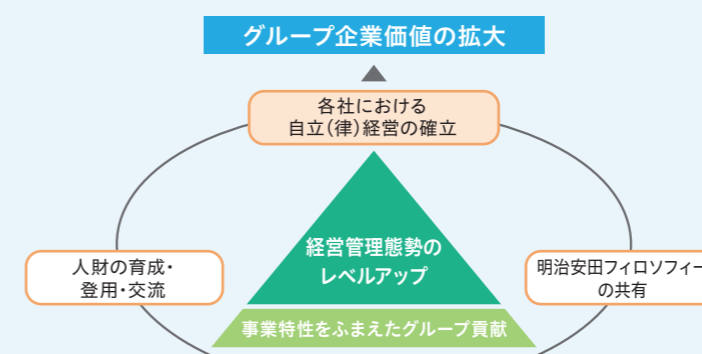 グループ企業価値の拡大
各社における
自立(律)経営の確立
経営管理態勢の
レベルアップ
人財の育成・
登用・交流
明治安田フィロソフィー
の共有
事業特性をふまえたグループ貢献